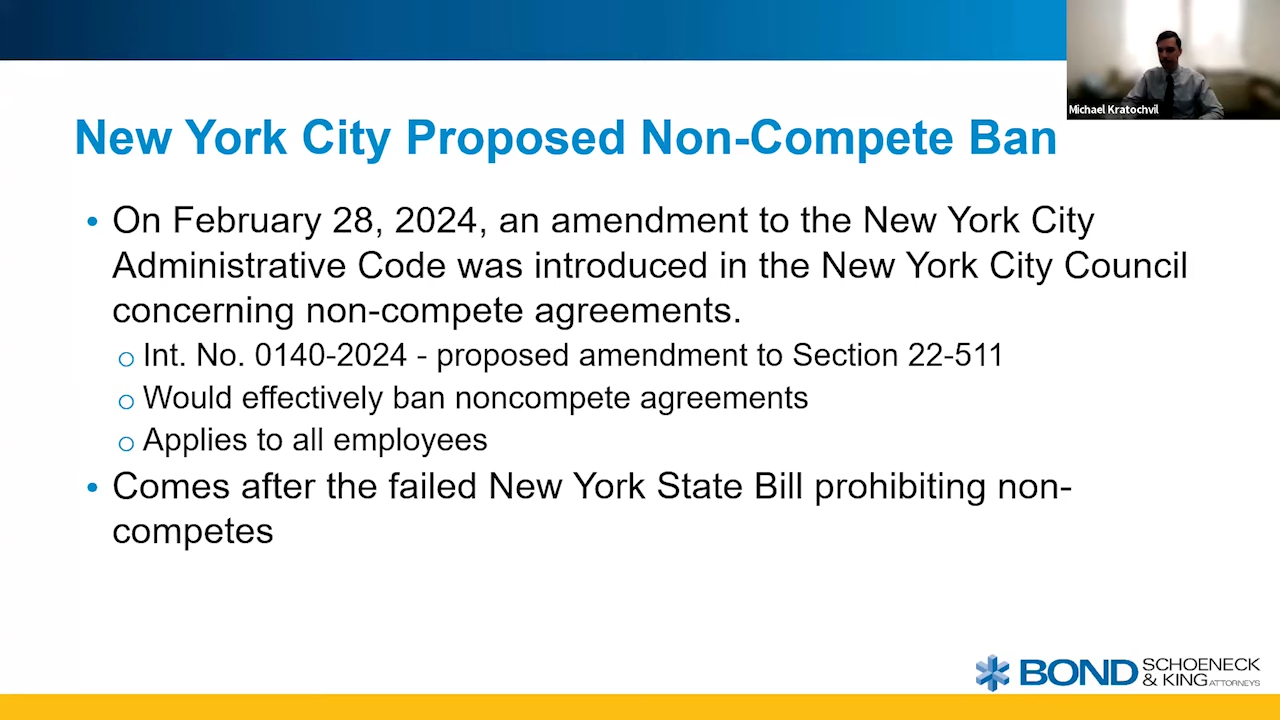 Michael Kratochvil
New York City Proposed Non-Compete Ban
• On February 28, 2024, an amendment to the New York City
Administrative Code was introduced in the New York City Council
concerning non-compete agreements.
o Int. No. 0140-2024 - proposed amendment to Section 22-511
o Would effectively ban noncompete agreements
o Applies to all employees
• Comes after the failed New York State Bill prohibiting non-
competes
BOND SCHOENECK
& KING ATTORNEYS